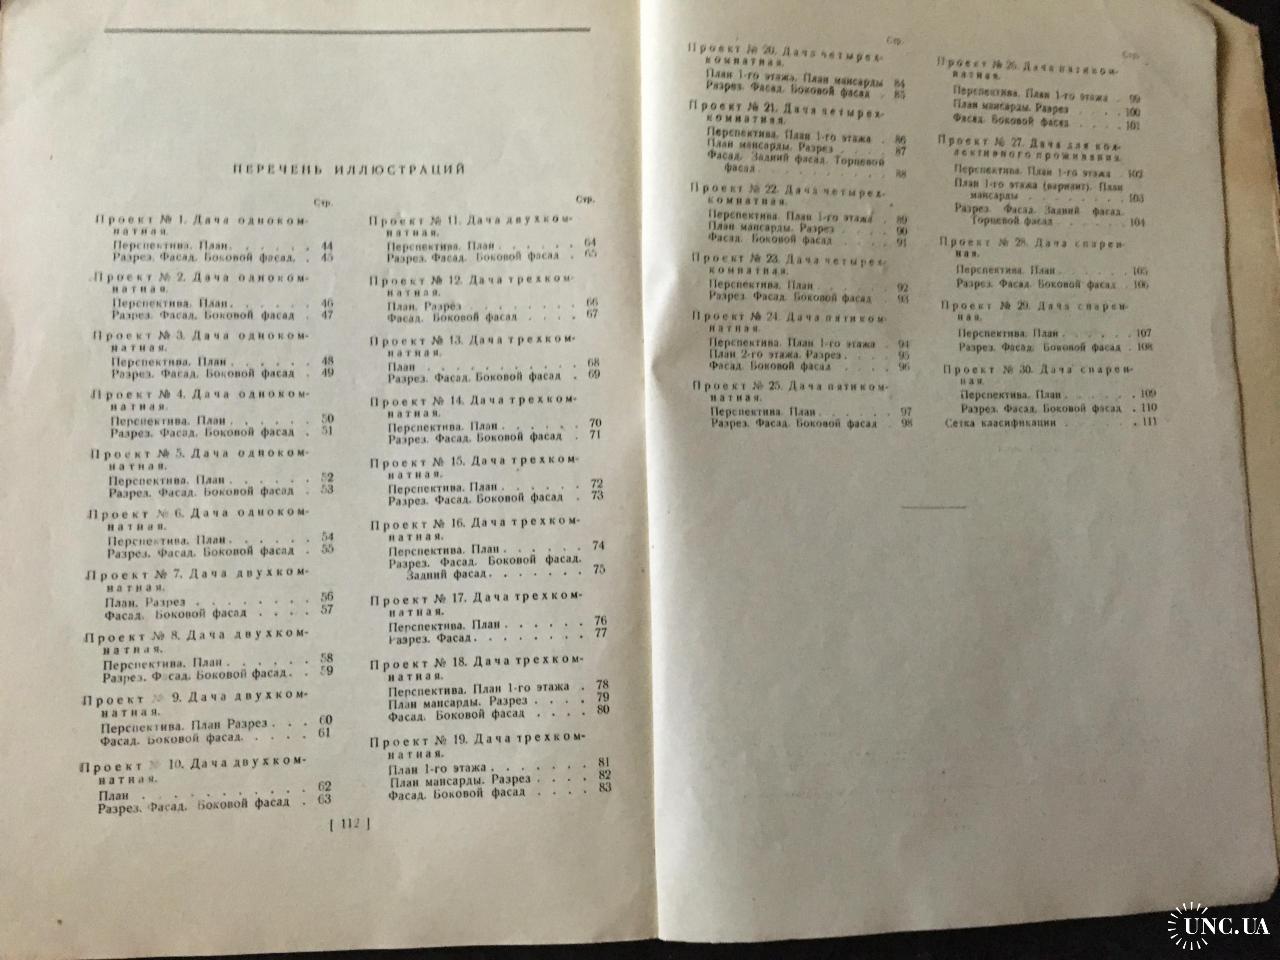 ПЕРЕЧЕНЬ ИЛЛЮСТРАЦИЙ
Стр.
Проект № 1. Дача одноком-
натная.
Перспектива. План. . . . . . 44
Разрез. Фасад. Боковой фасад. . 45
Проект № 2. Дача одноком-
натная.
Перспектива. План. . . . . . 46
Разрез. Фасад. Боковой фасад . 47
Проект № 3. Дача одноком-
натная.
Перспектива. План . . . . . . 48
Разрез. Фасад. Боковой фасад . 49
Проект № 4. Дача одноком-
натная.
Перспектива. План . . . . . . 50
Разрез. Фасад. Боковой фасад . 51
Проект № 5. Дача одноком-
натная.
Перспектива. План . . . . . . 52
Разрез. Фасад. Боковой фасад . 53
Проект № 6. Дача одноком-
натная.
Перспектива. План . . . . . . 54
Разрез. Фасад. Боковой фасад . 55
Проект № 7. Дача двухком-
натная.
План. Разрез . . . . . . . . 56
Фасад. Боковой фасад . . . . 57
Проект № 8. Дача двухком-
натная.
Перспектива. План . . . . . . 58
Разрез. Фасад. Боковой фасад. . 59
Проект № 9. Дача двухком-
натная.
Перспектива. План Разрез . . . 60
Фасад. Боковой фасад. . . . . 61
Проект № 10. Дача двухком-
натная.
План . . . . . . . . . . 62
Разрез. Фасад. Боковой фасад . 63
Стр.
Проект № 11. Дача двухком-
натная.
Перспектива. План . . . . . . 64
Разрез. Фасад. Боковой фасад . 65
Проект № 12. Дача трехком-
натная.
План. Разрез . . . . . . . . 66
Фасад. Боковой фасад . . . . 67
Проект № 13. Дача трехком-
натная.
План . . . . . . . . . . 68
Разрез. Фасад. Боковой фасад . 69
Проект № 14. Дача трехком-
натная.
Перспектива. План . . . . . . 70
Разрез. Фасад. Боковой фасад . 71
Проект № 15. Дача трехком-
натная.
Перспектива. План . . . . . . 72
Разрез. Фасад. Боковой фасад . 73
Проект № 16. Дача трехком-
натная.
Перспектива. План . . . . . . 74
Разрез. Фасад. Боковой фасад.
Задний фасад. . . . . . . 75
Проект № 17. Дача трехком-
натная.
Перспектива. План . . . . . . 76
Разрез. Фасад. . . . . . . . 77
Проект № 18. Дача трехком-
натная.
Перспектива. План 1-го этажа . 78
План мансарды. Разрез . . . . 79
Фасад. Боковой фасад . . . . 80
Проект № 19. Дача трехком-
натная.
План 1-го этажа . . . . . . . 81
План мансарды. Разрез . . . . 82
Фасад. Боковой фасад . . . . 83
[ 112 ]
Стр.
Проект № 20. Дача четырех-
комнатная.
План 1-го этажа. План мансарды 84
Разрез. Фасад. Боковой фасад . 85
Проект № 21. Дача четырех-
комнатная.
Перспектива. План 1-го этажа . 86
План мансарды. Разрез . . . . 87
Фасад. Задний фасад. Торцевой
фасад . . . . . . . . . 88
Проект № 22. Дача четырех-
комнатная.
Перспектива. План 1-го этажа . 89
План мансарды. Разрез . . . . 90
Фасад. Боковой фасад . . . . 91
Проект № 23. Дача четырех-
комнатная.
Перспектива. План . . . . . . 92
Разрез. Фасад. Боковой фасад . 93
Проект № 24. Дача пятиком-
натная.
Перспектива. План 1-го этажа . 94
План 2-го этажа. Разрез . . . . 95
Фасад. Боковой фасад . . . . 96
Проект № 25. Дача пятиком-
натная.
Перспектива. План . . . . . . 97
Разрез. Фасад. Боковой фасад . 98
Стр.
Проект № 26. Дача пятиком-
натная.
Перспектива. План 1-го этажа . 99
План мансарды. Разрез . . . . 100
Фасад. Боковой фасад . . . . 101
Проект № 27. Дача для кол-
лективного проживания.
Перспектива. План 1-го этажа . 102
План 1-го этажа (вариант). План
мансарды . . . . . . . . 103
Разрез. Фасад. Задний фасад.
Торцевой фасад . . . . . . 104
Проект № 28. Дача спарен-
ная.
Перспектива. План . . . . . . 105
Разрез. Фасад. Боковой фасад . 106
Проект № 29. Дача спарен-
ная.
Перспектива. План . . . . . . 107
Разрез. Фасад. Боковой фасад . 108
Проект № 30. Дача спарен-
ная.
Перспектива. План . . . . . . 109
Разрез. Фасад. Боковой фасад . 110
Сетка классификации . . . . . . 111
UNC.UA